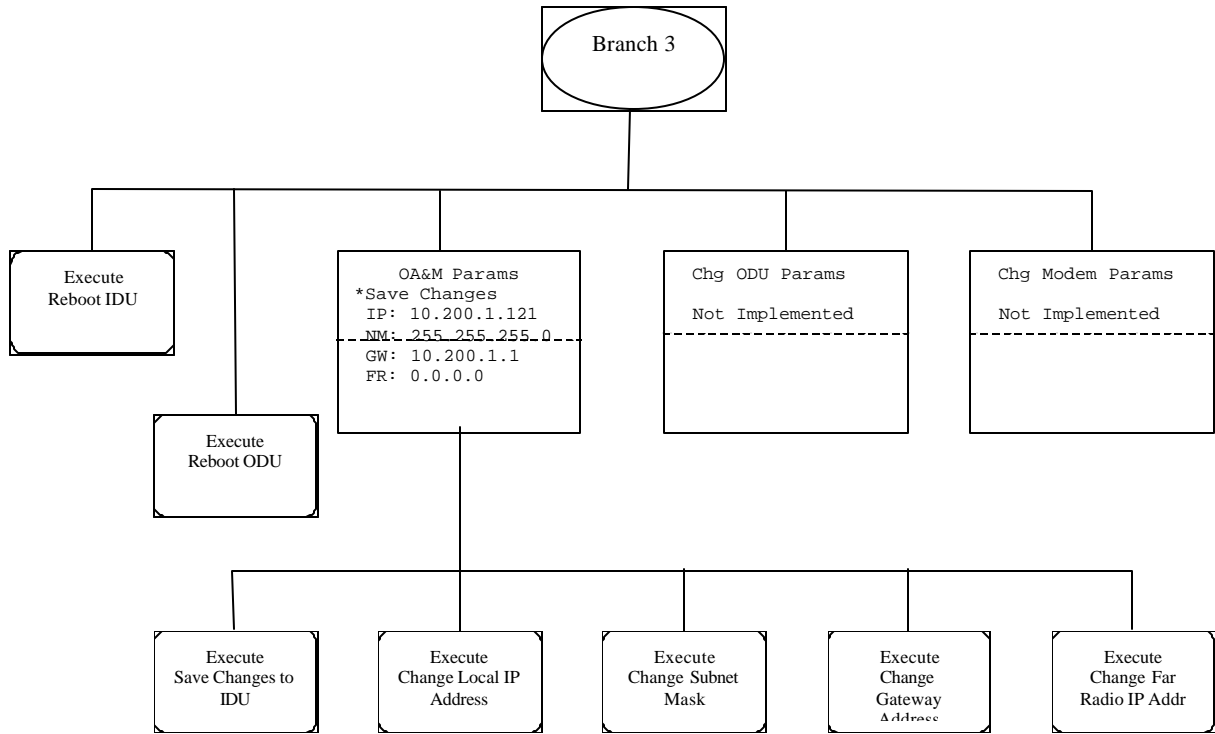 Branch 3
Execute
Reboot IDU
OA&M Params
*Save Changes
IP: 10.200.1.121
NM: 255.255.255.0
GW: 10.200.1.1
FR: 0.0.0.0
Chg ODU Params
Not Implemented
Chg Modem Params
Not Implemented
Execute
Reboot ODU
Execute
Save Changes to
IDU
Execute
Change Local IP
Address
Execute
Change Subnet
Mask
Execute
Change
Gateway
Address
Execute
Change Far
Radio IP Addr